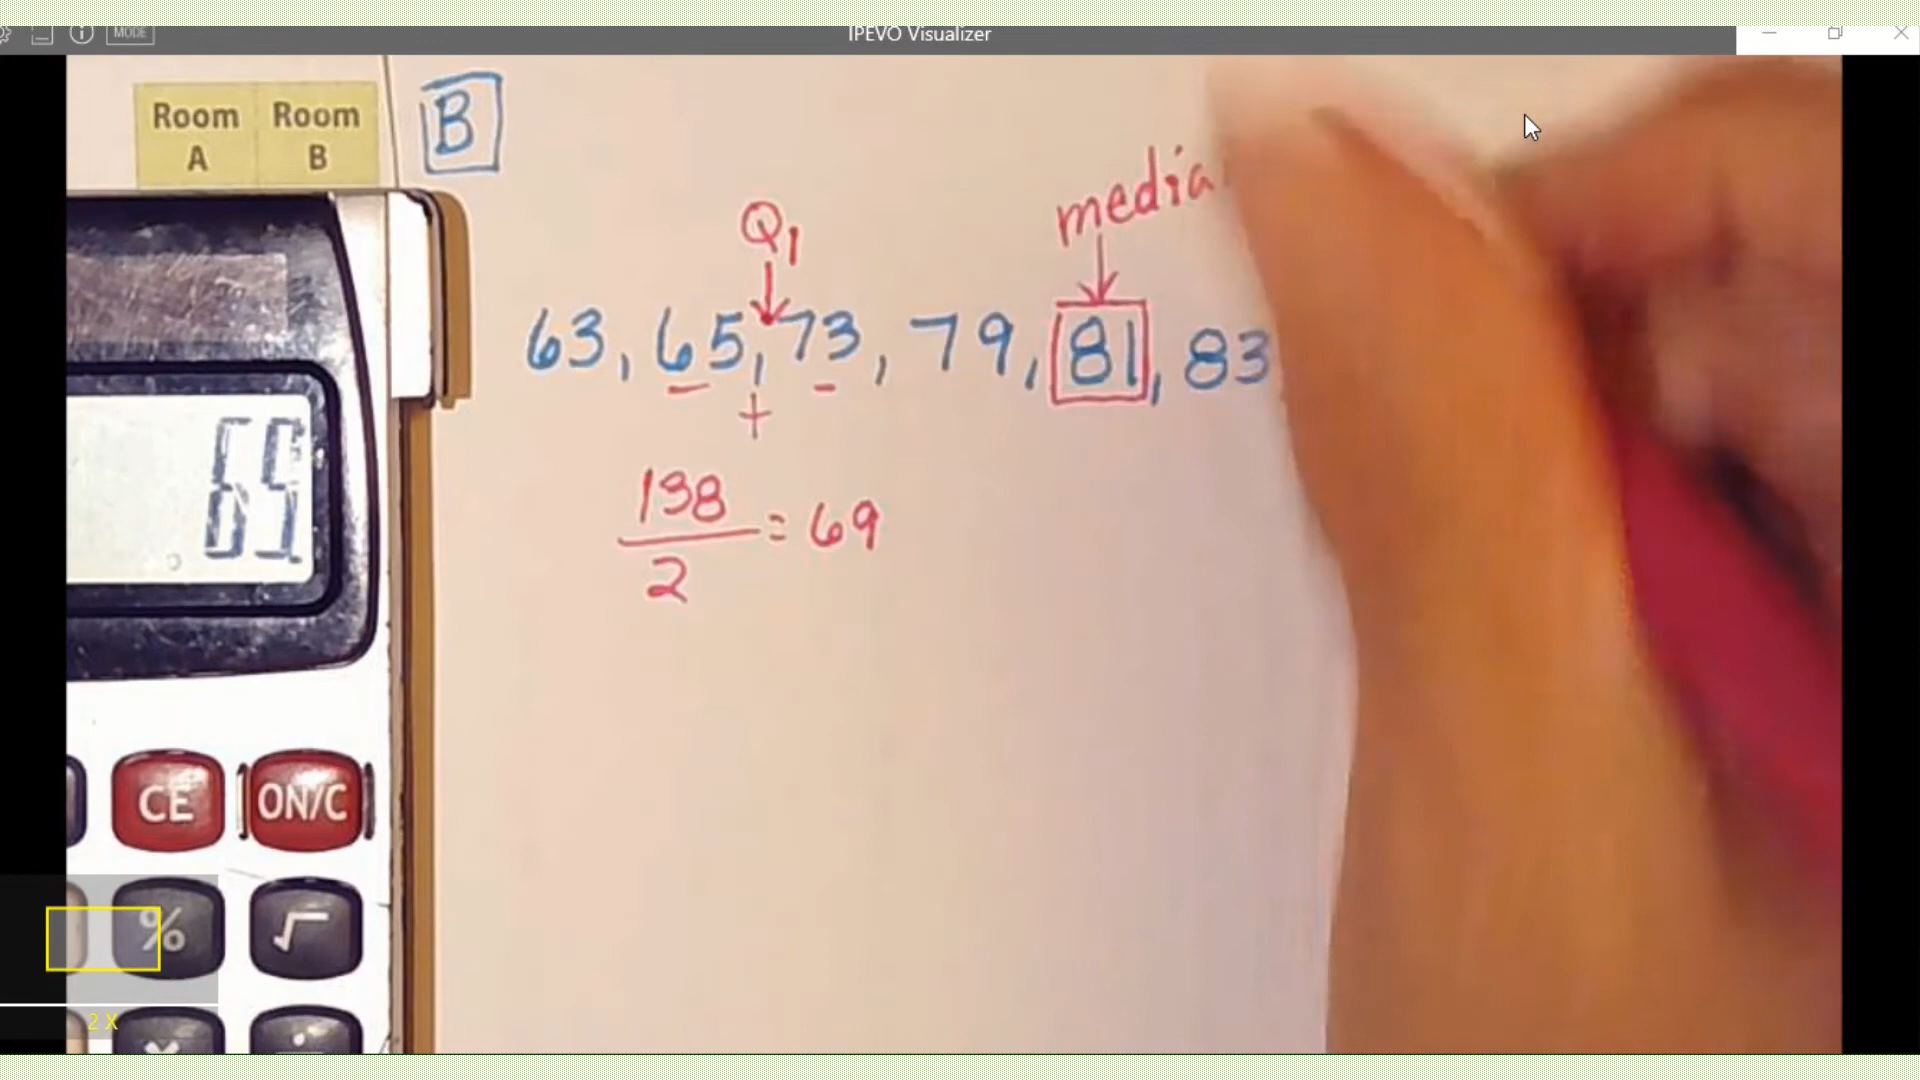 MODE
IPEVO Visualizer
Room A
Room B
B
Q1
media
63, 65, 73, 79, 81, 83
+
138
2
= 69
CE
ON/C
%
√
2 X